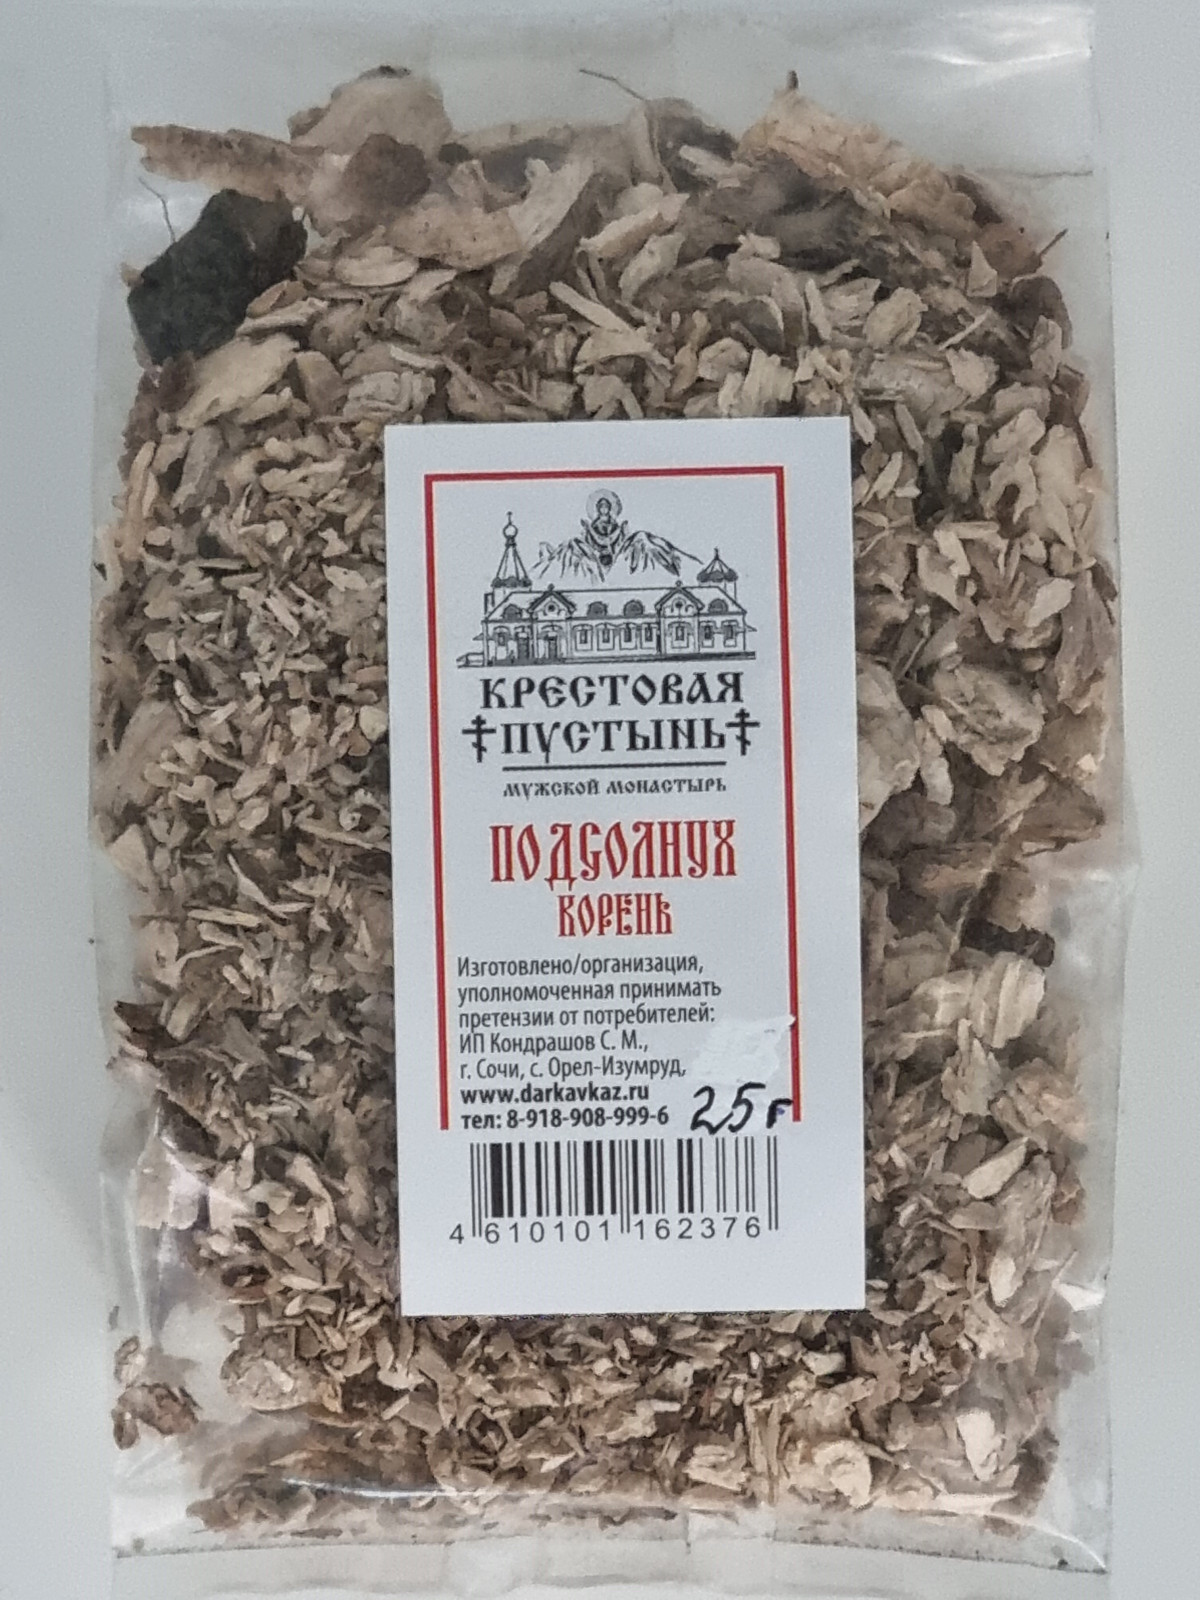 КРЕСТОВАЯ
ПУСТЫНЬ
МУЖСКОЙ МОНАСТЫРЬ
ПОДСОЛНУХ
КОРЕНЬ
Изготовлено/организация,
уполномоченная принимать
претензии от потребителей:
ИП Кондрашов С. М.,
г. Сочи, с. Орел-Изумруд,
www.darkavkaz.ru
тел: 8-918-908-999-6 25 г
4 610101 162376